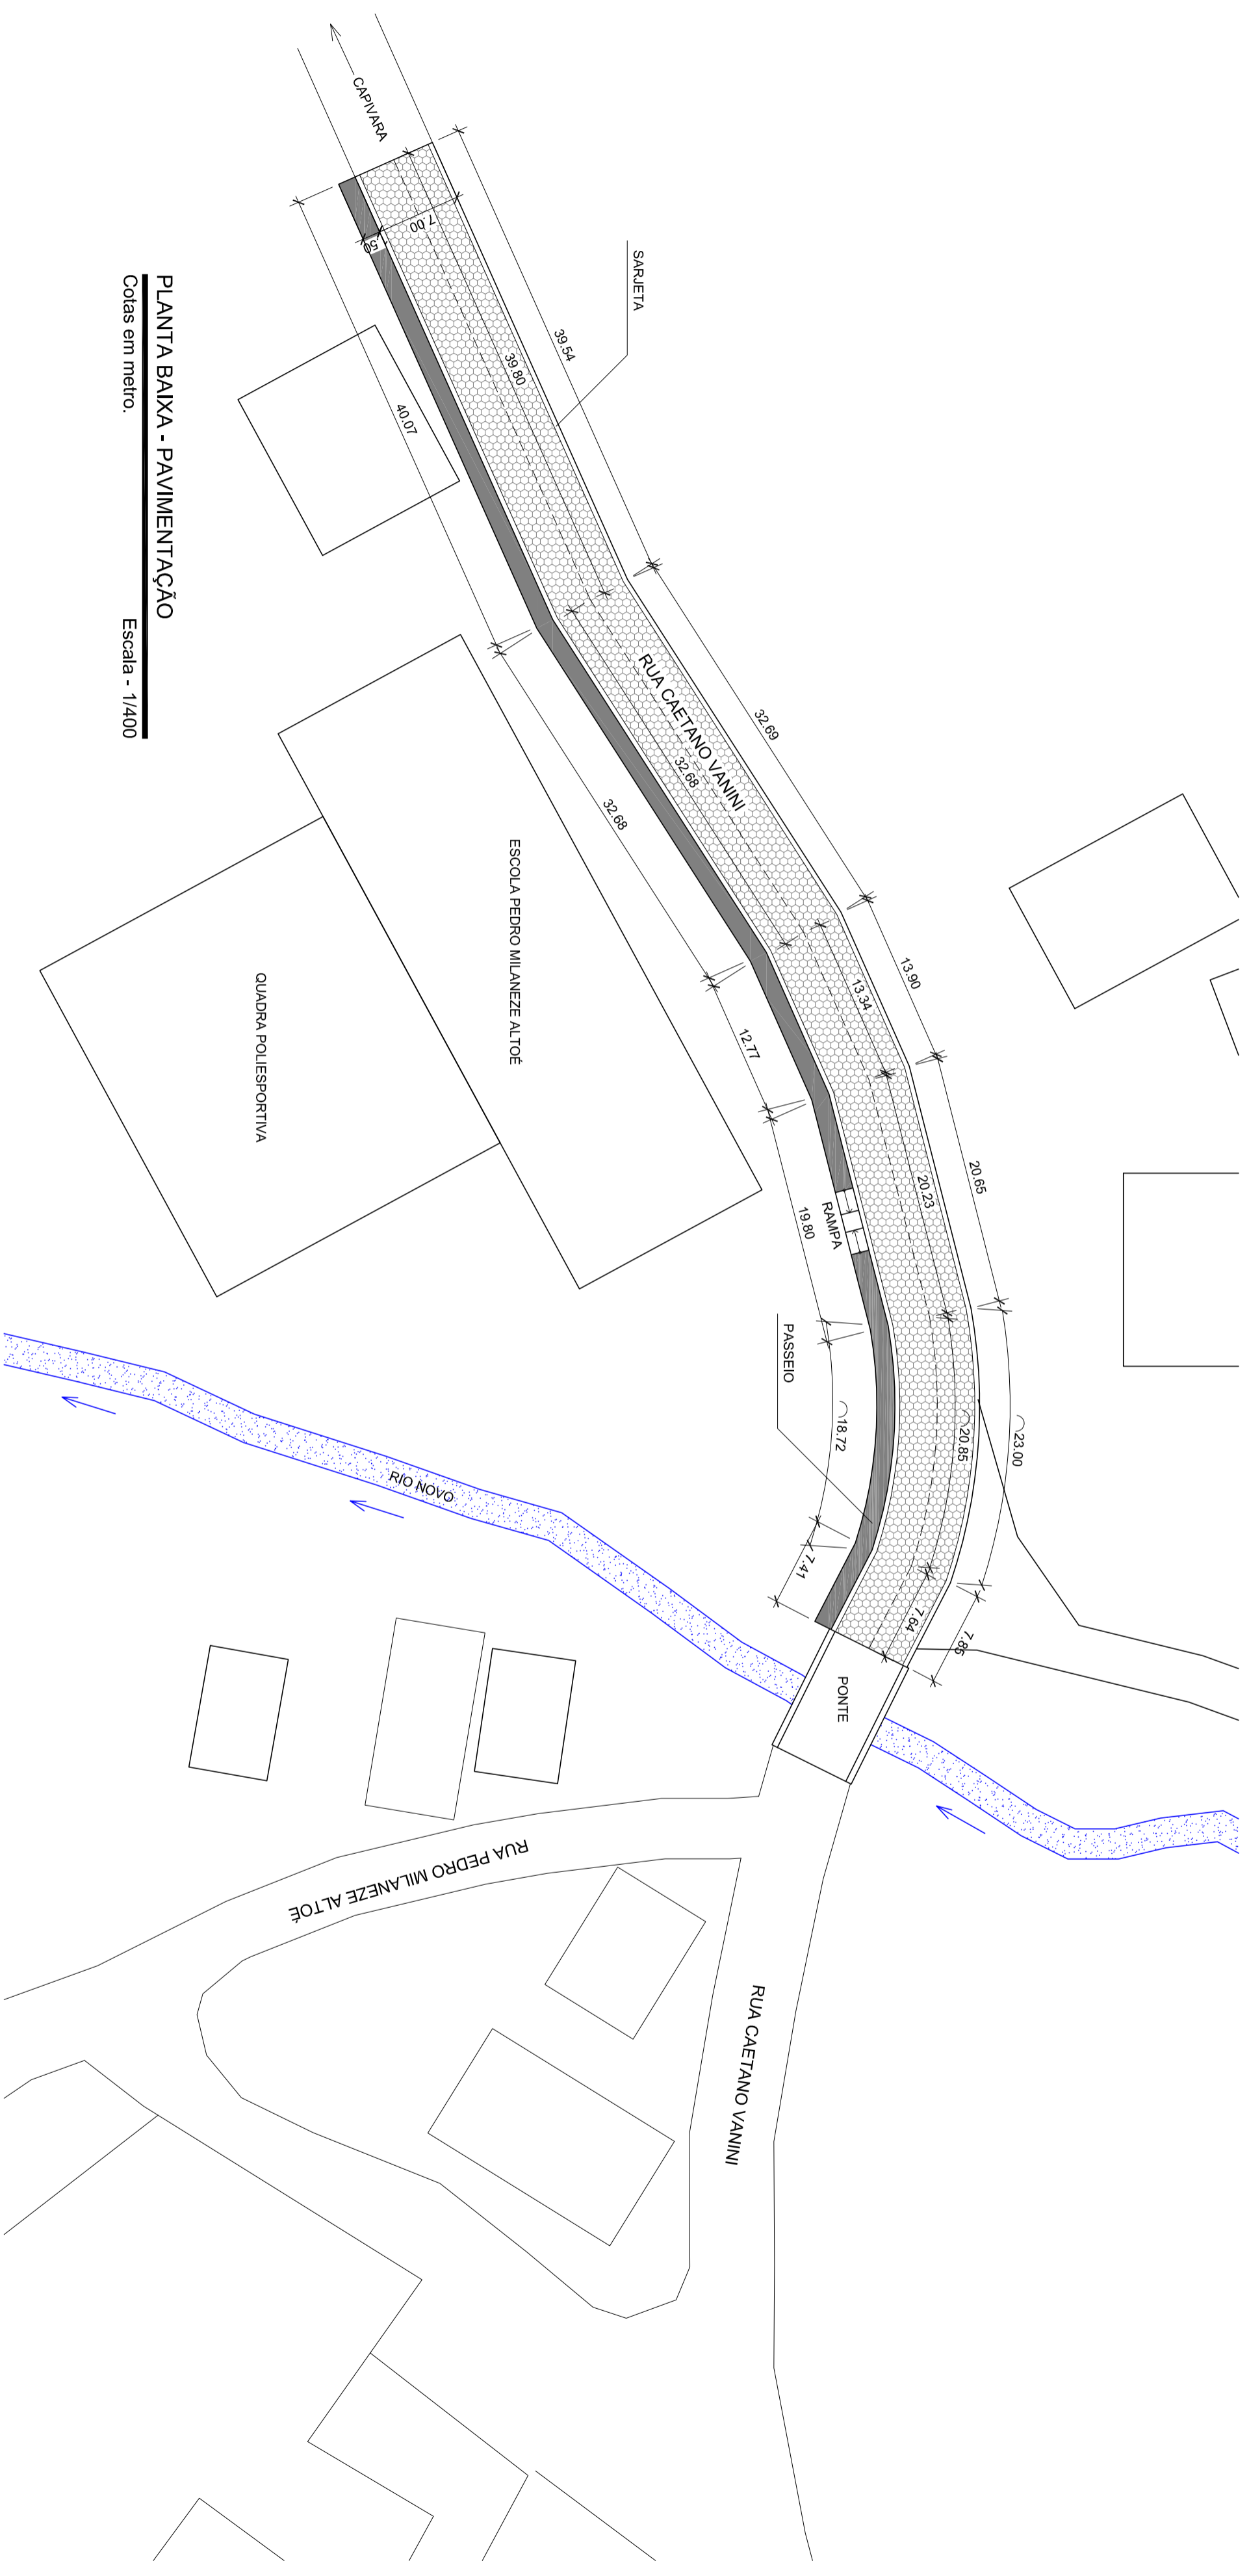 CAPIVARA
7.00
SARJETA
39.54
39.80
40.07
PLANTA BAIXA - PAVIMENTAÇÃO
Cotas em metro.
Escala - 1/400
RUA CAETANO VANINI
32.69
32.68
32.68
ESCOLA PEDRO MILANEZE ALTOÉ
QUADRA POLIESPORTIVA
13.90
13.34
12.77
20.65
20.23
19.80
RAMPA
PASSEIO
23.00
20.85
18.72
7.41
7.64
7.85
RIO NOVO
PONTE
RUA PEDRO MILANEZE ALTOÉ
RUA CAETANO VANINI